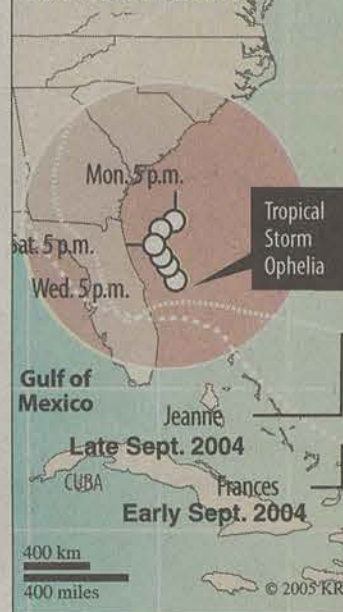 Mon. 5 p.m.
Tropical
Storm
Ophelia
Sat. 5 p.m.
Wed. 5 p.m.
Gulf of
Mexico
Jeanne
Late Sept. 2004
CUBA
Frances
Early Sept. 2004
400 km
400 miles
© 2005 KR